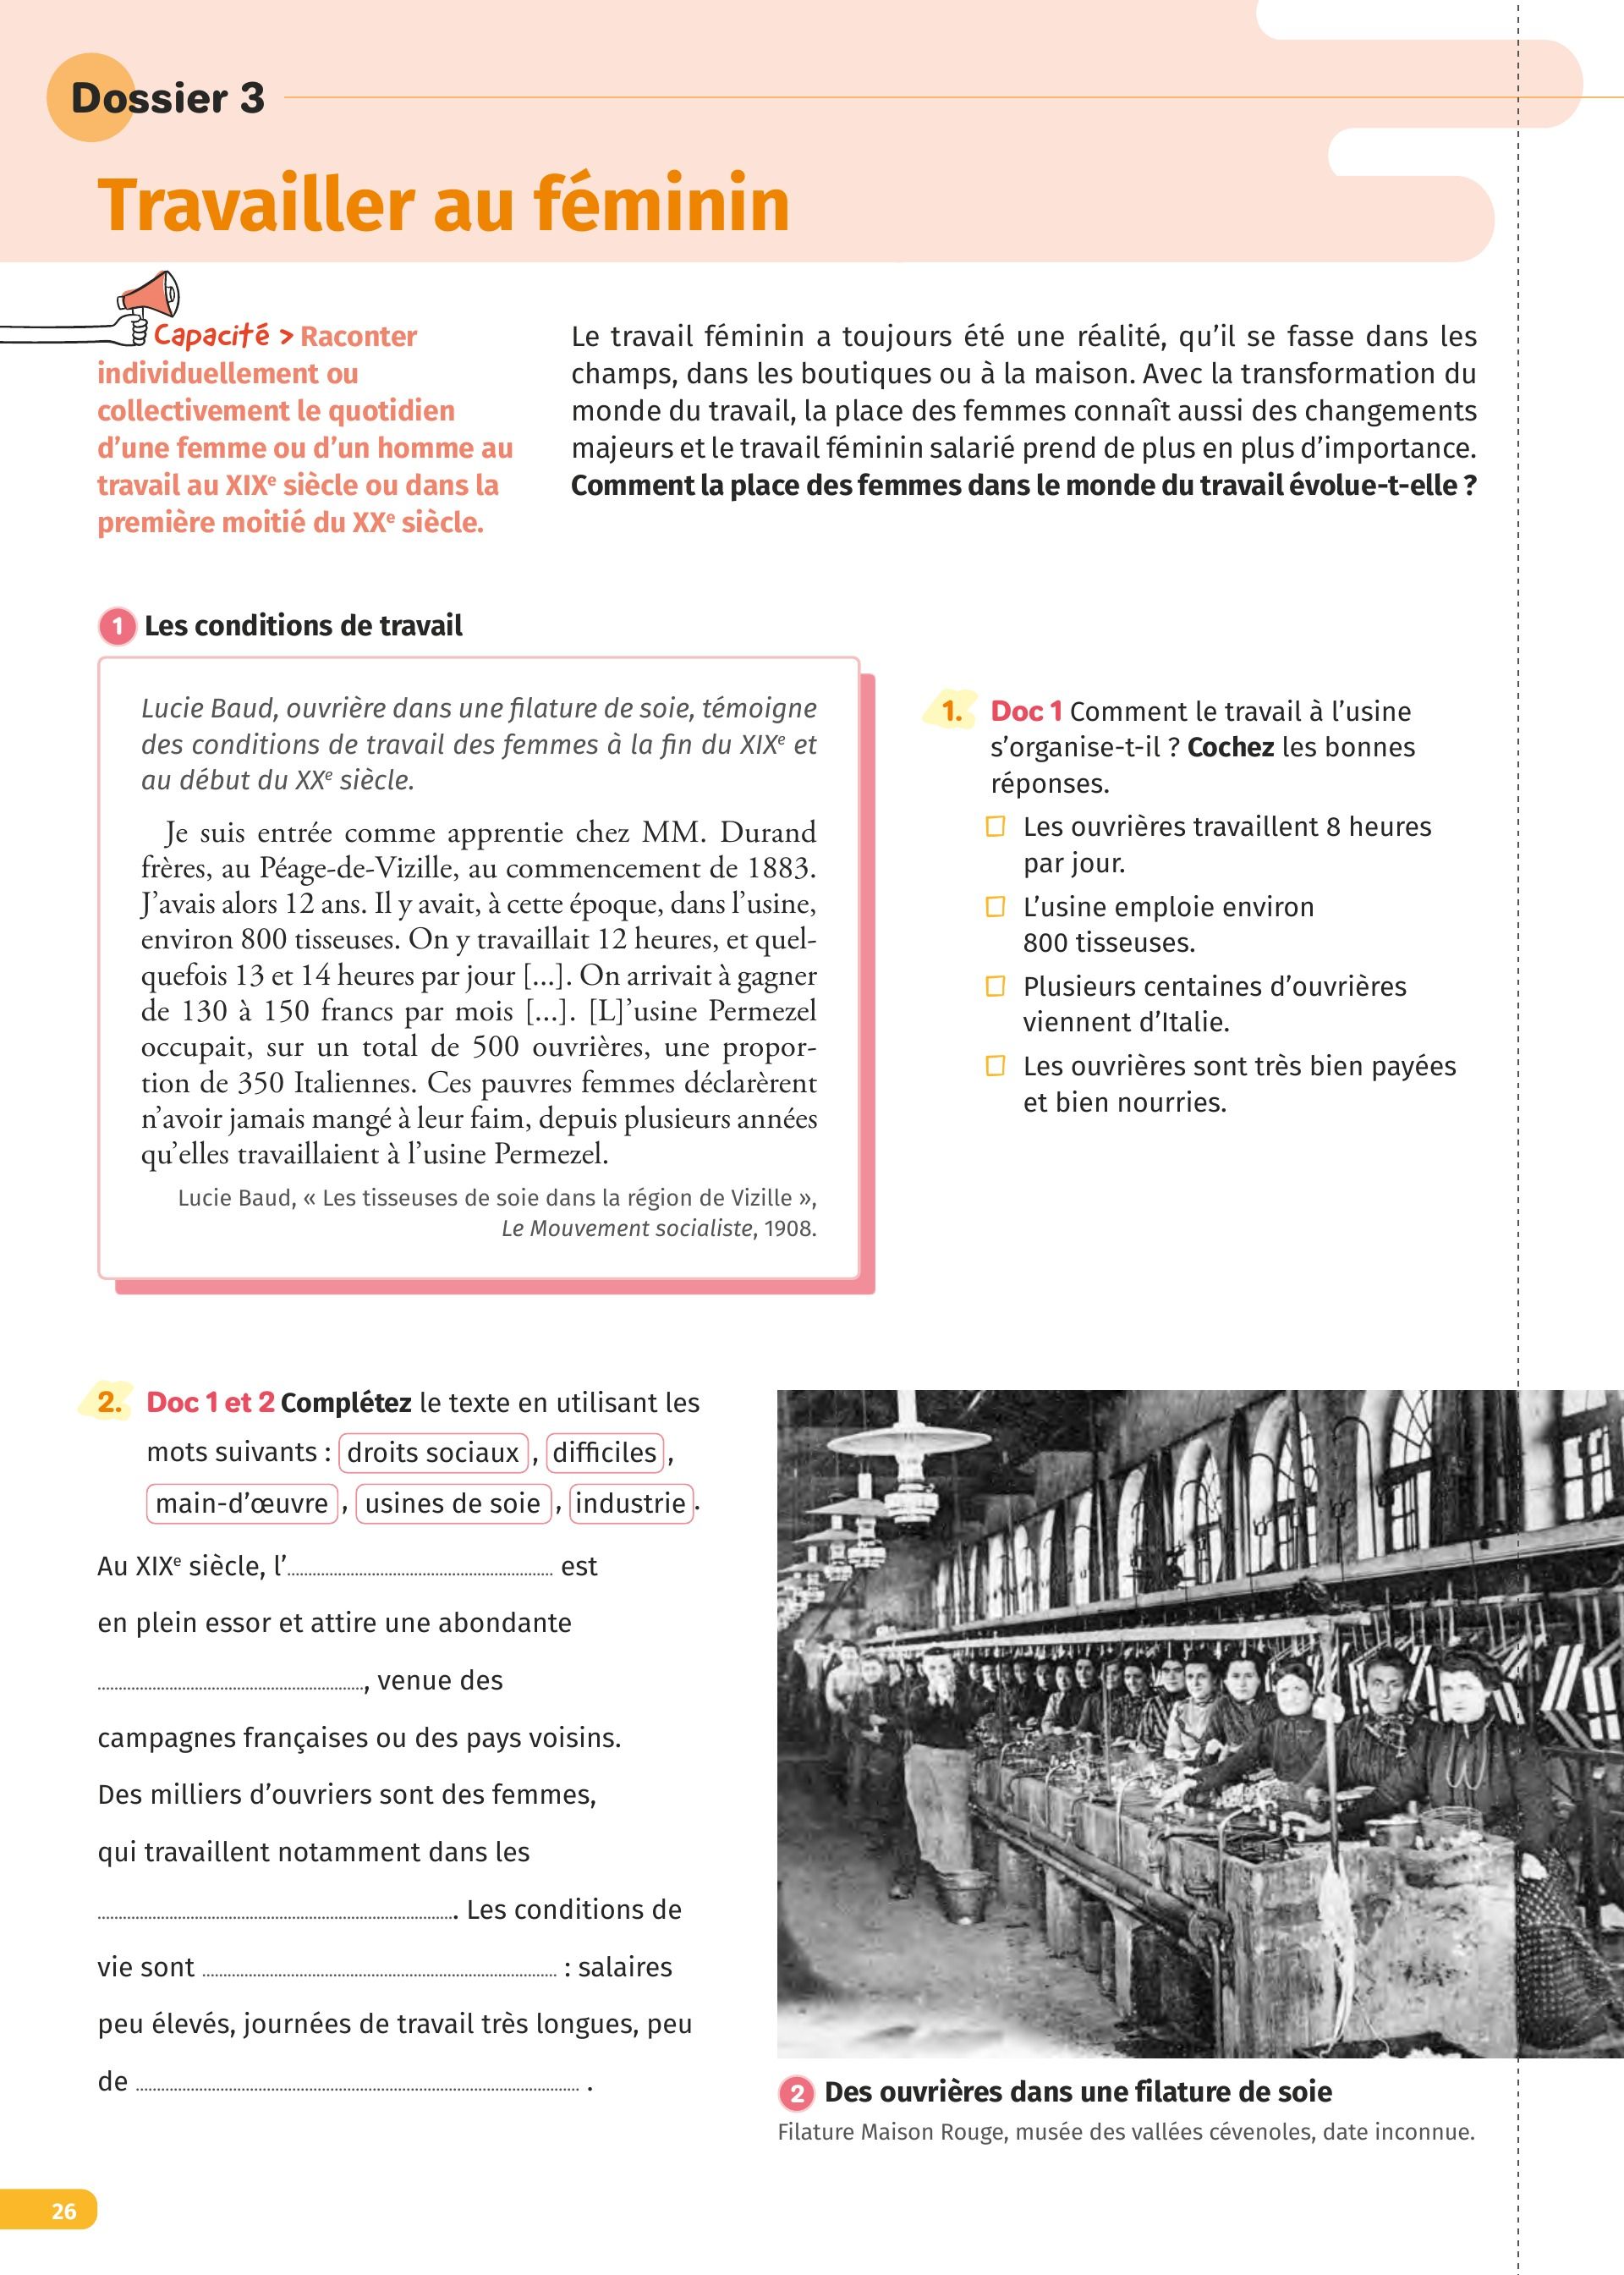 Dossier 3
Travailler au féminin
Capacité > Raconter
individuellement ou
collectivement le quotidien
d’une femme ou d’un homme au
travail au XIXe siècle ou dans la
première moitié du XXe siècle.
Le travail féminin a toujours été une réalité, qu’il se fasse dans les
champs, dans les boutiques ou à la maison. Avec la transformation du
monde du travail, la place des femmes connaît aussi des changements
majeurs et le travail féminin salarié prend de plus en plus d’importance.
Comment la place des femmes dans le monde du travail évolue-t-elle ?
1 Les conditions de travail
Lucie Baud, ouvrière dans une filature de soie, témoigne
des conditions de travail des femmes à la fin du XIXe et
au début du XXe siècle.
Je suis entrée comme apprentie chez MM. Durand
frères, au Péage-de-Vizille, au commencement de 1883.
J’avais alors 12 ans. Il y avait, à cette époque, dans l’usine,
environ 800 tisseuses. On y travaillait 12 heures, et quel-
quefois 13 et 14 heures par jour [...]. On arrivait à gagner
de 130 à 150 francs par mois [...]. [L]’usine Permezel
occupait, sur un total de 500 ouvrières, une propor-
tion de 350 Italiennes. Ces pauvres femmes déclarèrent
n’avoir jamais mangé à leur faim, depuis plusieurs années
qu’elles travaillaient à l’usine Permezel.
Lucie Baud, « Les tisseuses de soie dans la région de Vizille »,
Le Mouvement socialiste, 1908.
1. Doc 1 Comment le travail à l’usine
s’organise-t-il ? Cochez les bonnes
réponses.
Les ouvrières travaillent 8 heures
par jour.
L’usine emploie environ
800 tisseuses.
Plusieurs centaines d’ouvrières
viennent d’Italie.
Les ouvrières sont très bien payées
et bien nourries.
2. Doc 1 et 2 Complétez le texte en utilisant les
mots suivants : droits sociaux , difficiles ,
main-d’œuvre , usines de soie , industrie .
Au XIXe siècle, l’........................................ est
en plein essor et attire une abondante
........................................, venue des
campagnes françaises ou des pays voisins.
Des milliers d’ouvriers sont des femmes,
qui travaillent notamment dans les
......................................... Les conditions de
vie sont ........................................ : salaires
peu élevés, journées de travail très longues, peu
de ........................................ .
2 Des ouvrières dans une filature de soie
Filature Maison Rouge, musée des vallées cévenoles, date inconnue.
26